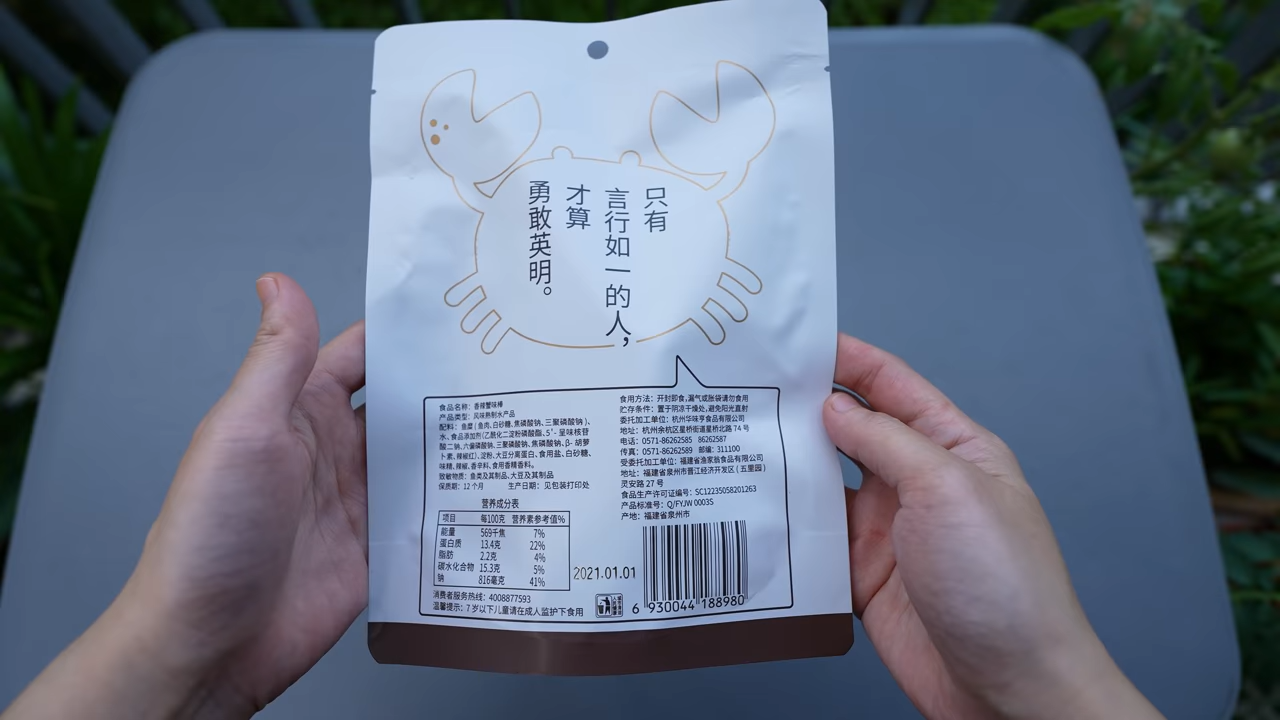 只有
言行如一的人，
才算
勇敢英明。
食品名称：香辣蟹味棒
产品类型：风味熟制水产品
配料：鱼糜（鱼肉,白砂糖,焦磷酸钠,三聚磷酸钠）、
水、食品添加剂(乙酰化二淀粉磷酸酯、5'-呈味核苷
酸二钠,六偏磷酸钠、三聚磷酸钠、焦磷酸钠、β-胡萝
卜素、辣椒红)、淀粉、大豆分离蛋白、食用盐、白砂糖、
味精、辣椒、香辛料、食用香精香料。
致敏物质：鱼类及其制品、大豆及其制品
保质期：12个月 生产日期：见包装打印处
营养成分表
项目 每100克 营养素参考值%
能量 569千焦 7%
蛋白质 13.4克 22%
脂肪 2.2克 4%
碳水化合物 15.3克 5%
钠 816毫克 41%
消费者服务热线：4008877593
温馨提示：7岁以下儿童请在成人监护下食用
食用方法：开封即食,漏气或胀袋请勿食用
贮存条件：置于阴凉干燥处,避免阳光直射
委托加工单位：杭州华味亨食品有限公司
地址：杭州余杭区星桥街道星桥北路74号
电话：0571-86262585 86262587
传真：0571-86262589 邮编：311100
受委托加工单位：福建省渔家翁食品有限公司
地址：福建省泉州市晋江经济开发区(五里园)
灵安路27号
食品生产许可证编号：SC12235058201263
产品标准号：Q/FYJW 0003S
产地：福建省泉州市
2021.01.01
6 930044 188980